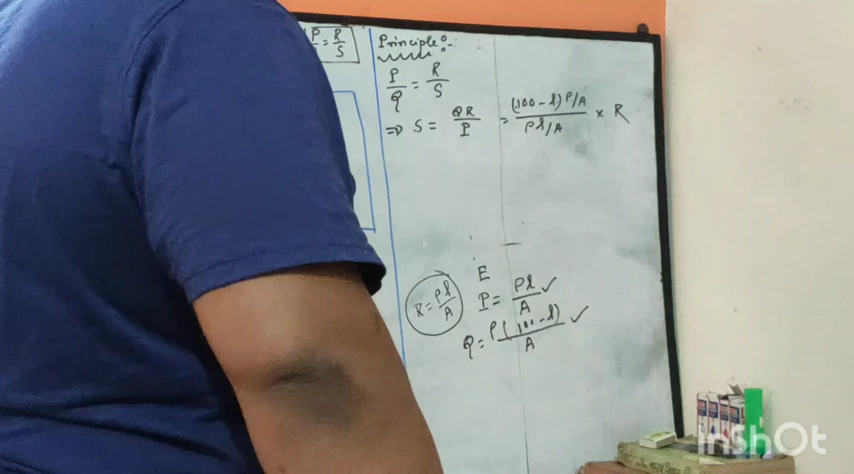 P/Q = R/S
Principle:-
P/Q = R/S
⇒ S = QR/P = (100-l)ρ/A / ρl/A × R
E
R = ρl/A
P = ρl/A ✓
Q = ρ(100-l)/A ✓
InShOt